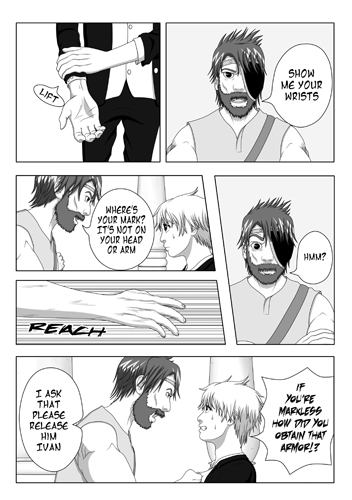 LIFT
SHOW
ME YOUR
WRISTS
WHERE'S
YOUR MARK?
IT'S NOT ON
YOUR HEAD
OR ARM
HMM?
REACH
I ASK
THAT
PLEASE
RELEASE
HIM
IVAN
IF
YOU'RE
MARKLESS
HOW DID YOU
OBTAIN THAT
ARMOR!?